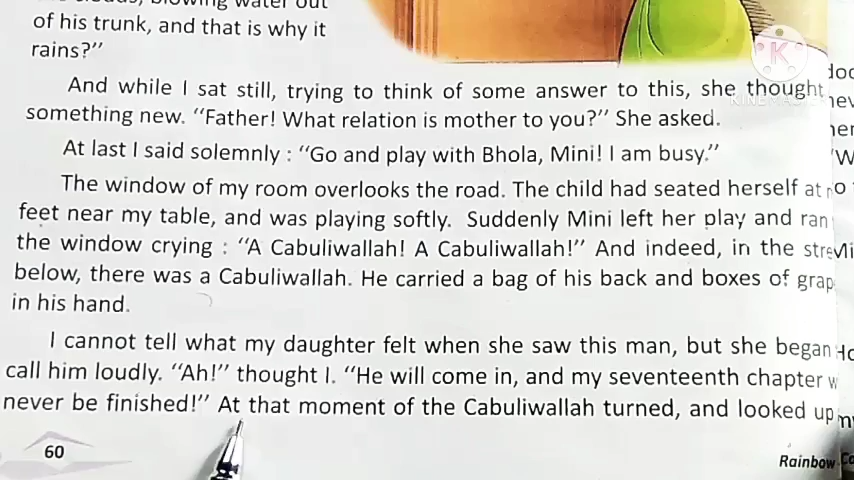 of his trunk, and that is why it
rains?"
And while I sat still, trying to think of some answer to this, she thought
something new. "Father! What relation is mother to you?" She asked.
At last I said solemnly : "Go and play with Bhola, Mini! I am busy."
The window of my room overlooks the road. The child had seated herself at
feet near my table, and was playing softly. Suddenly Mini left her play and ran
the window crying : "A Cabuliwallah! A Cabuliwallah!" And indeed, in the
below, there was a Cabuliwallah. He carried a bag of his back and boxes of
in his hand.
I cannot tell what my daughter felt when she saw this man, but she began
call him loudly. "Ah!" thought I. "He will come in, and my seventeenth chapter
never be finished!" At that moment of the Cabuliwallah turned, and looked up
60
Rainbow
K
KINEMASTER